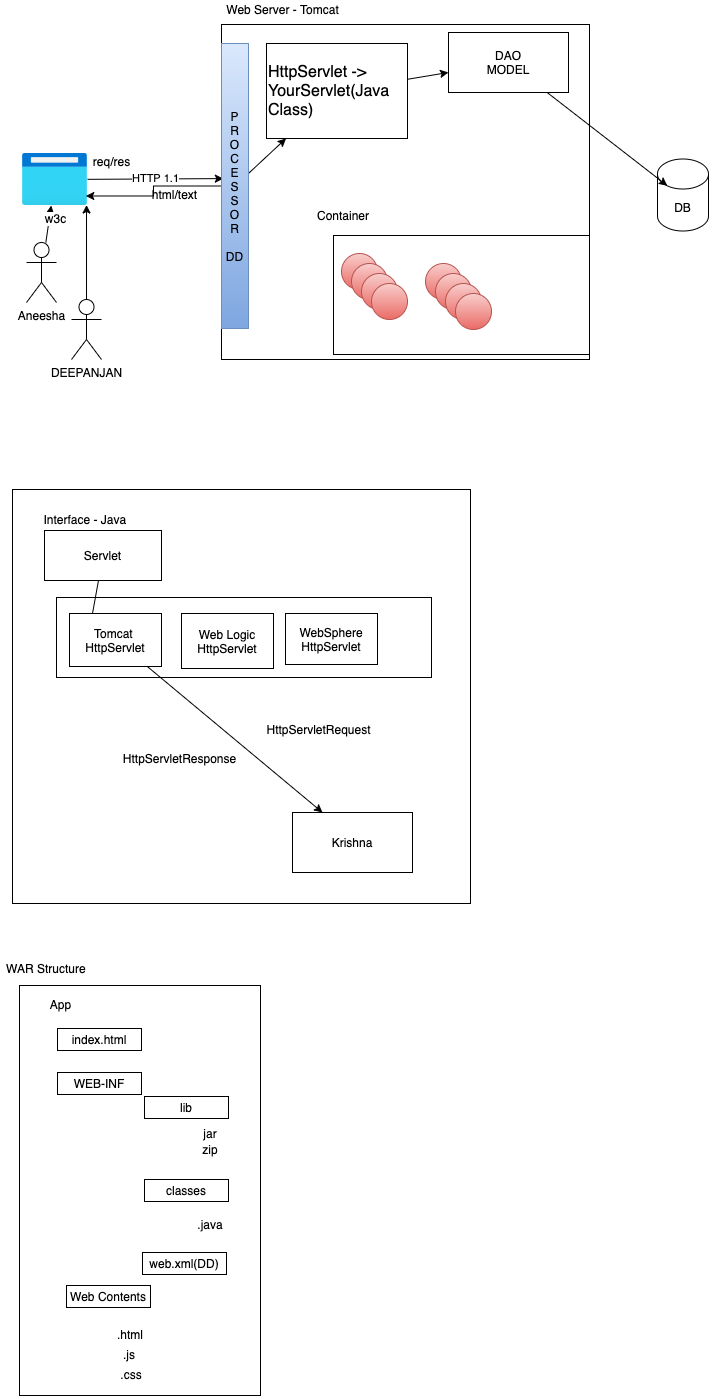 Web Server - Tomcat
HttpServlet ->
YourServlet(Java
Class)
DAO
MODEL
P
R
O
C
E
S
S
O
R
DD
req/res
HTTP 1.1
html/text
w3c
Aneesha
DEEPANJAN
Container
DB
Interface - Java
Servlet
Tomcat
HttpServlet
Web Logic
HttpServlet
WebSphere
HttpServlet
HttpServletRequest
HttpServletResponse
Krishna
WAR Structure
App
index.html
WEB-INF
lib
jar
zip
classes
.java
web.xml(DD)
Web Contents
.html
.js
.css